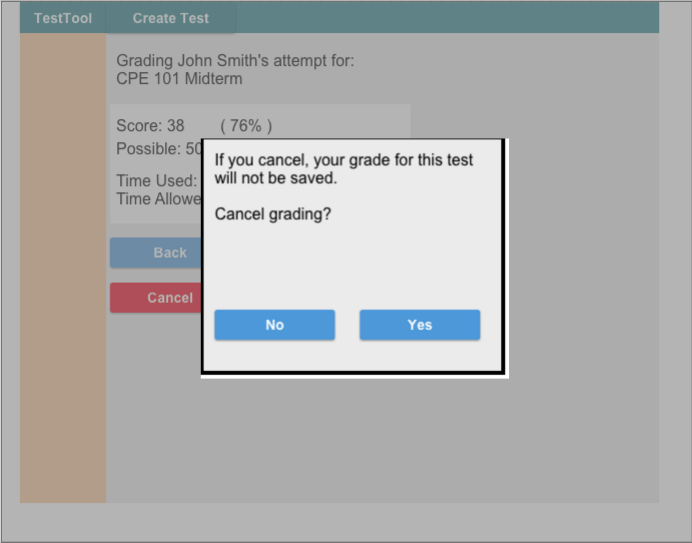 TestTool Create Test
Grading John Smith's attempt for:
CPE 101 Midterm
Score: 38 ( 76% )
Possible: 50
Time Used:
Time Allowe
If you cancel, your grade for this test
will not be saved.
Cancel grading?
Back
Cancel
No Yes